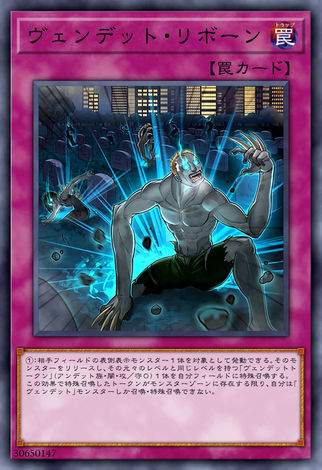 ヴェンデット・リボーン
トラップ
罠
【罠カード】
①:相手フィールドの表側表示モンスター1体を対象として発動できる。そのモ
ンスターをリリースし、その元々のレベルと同じレベルを持つ「ヴェンデットト
ークン」(アンデット族・闇・攻/守0)1体を自分フィールドに特殊召喚する。
この効果で特殊召喚したトークンがモンスターゾーンに存在する限り、自分は「
ヴェンデット」モンスターしか召喚・特殊召喚できない。
30650147